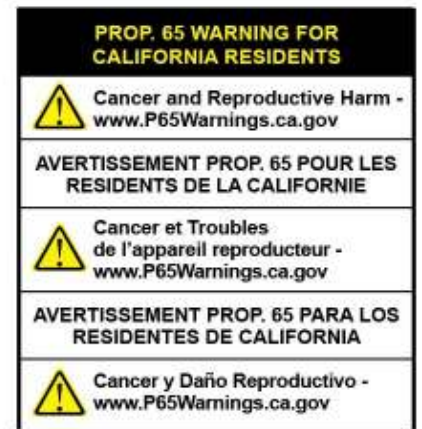 PROP. 65 WARNING FOR
CALIFORNIA RESIDENTS
Cancer and Reproductive Harm -
www.P65Warnings.ca.gov
AVERTISSEMENT PROP. 65 POUR LES
RESIDENTS DE LA CALIFORNIE
Cancer et Troubles
de l'appareil reproducteur -
www.P65Warnings.ca.gov
AVERTISSEMENT PROP. 65 PARA LOS
RESIDENTES DE CALIFORNIA
Cancer y Daño Reproductivo -
www.P65Warnings.ca.gov